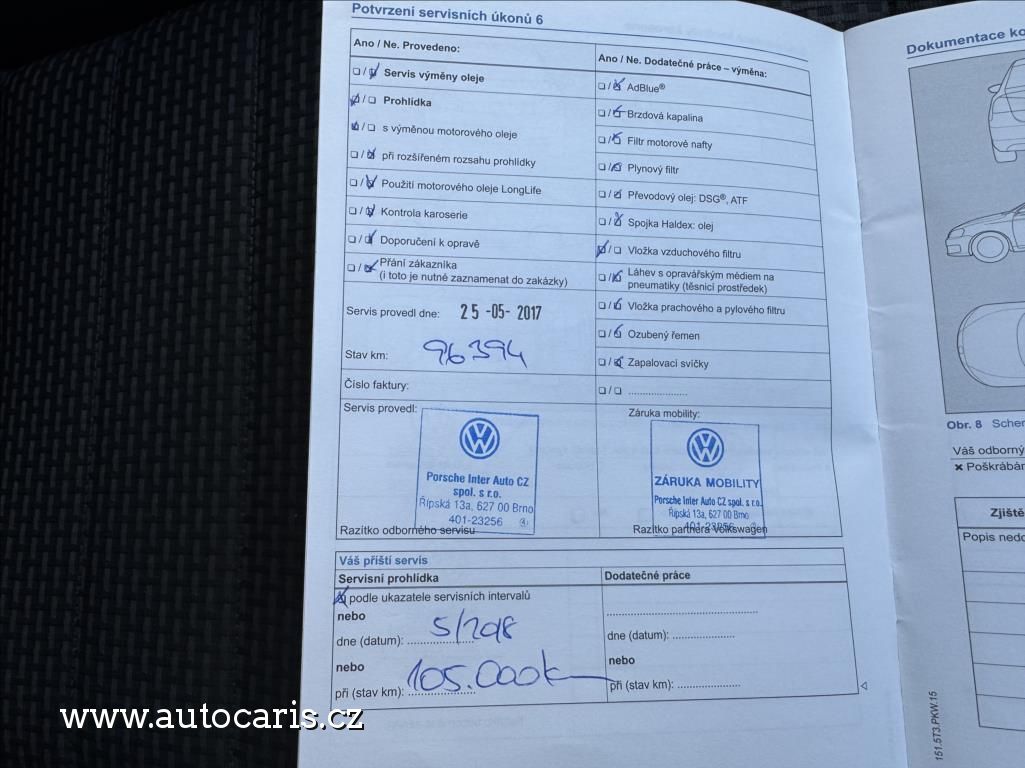 Potvrzení servisních úkonů 6
Ano / Ne. Provedeno:
Servis výměny oleje
Prohlídka
s výměnou motorového oleje
při rozšířeném rozsahu prohlídky
Použití motorového oleje LongLife
Kontrola karoserie
Doporučení k opravě
Přání zákazníka
(i toto je nutné zaznamenat do zakázky)
Servis provedl dne: 25-05-2017
Stav km: 96394
Číslo faktury:
Servis provedl:
Porsche Inter Auto CZ
spol. s r.o.
Řípská 13a, 627 00 Brno
401-23256 4
Razítko odborného servisu
Ano / Ne. Dodatečné práce – výměna:
AdBlue®
Brzdová kapalina
Filtr motorové nafty
Plynový filtr
Převodový olej: DSG®, ATF
Spojka Haldex: olej
Vložka vzduchového filtru
Láhev s opravářským médiem na
pneumatiky (těsnicí prostředek)
Vložka prachového a pylového filtru
Ozubený řemen
Zapalovací svíčky
.....................
Záruka mobility:
ZÁRUKA MOBILITY
Porsche Inter Auto CZ spol. s r.o.
Řípská 13a, 627 00 Brno
401-23256
Razítko partnera Volkswagen
Váš příští servis
Servisní prohlídka
podle ukazatele servisních intervalů
nebo
dne (datum): 5/2018
nebo
při (stav km): 105.000k
Dodatečné práce
dne (datum): .....................
nebo
při (stav km): .....................
151.5T3.PKW.15
Dokumentace ko
Obr. 8 Schem
Váš odborný
× Poškrábán
Zjiště
Popis nedo
www.autocaris.cz